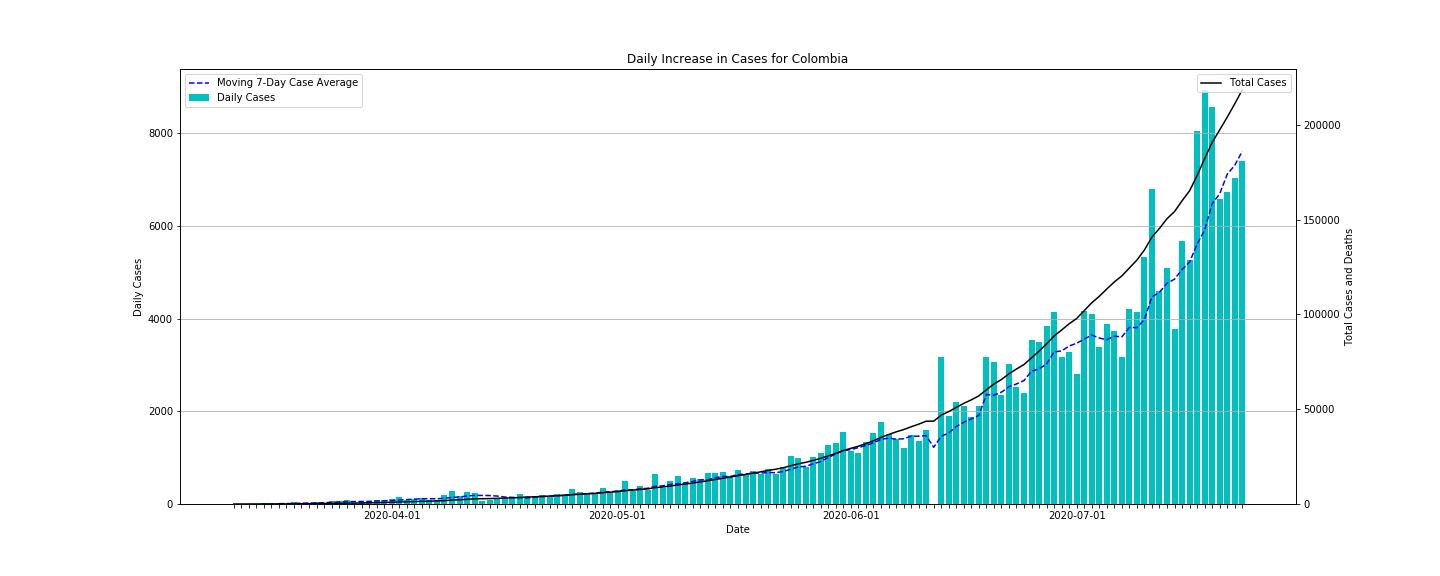 Daily Increase in Cases for Colombia
Moving 7-Day Case Average
Daily Cases
Total Cases
8000
6000
4000
2000
0
Daily Cases
200000
150000
100000
50000
0
Total Cases and Deaths
2020-04-01
2020-05-01
2020-06-01
2020-07-01
Date